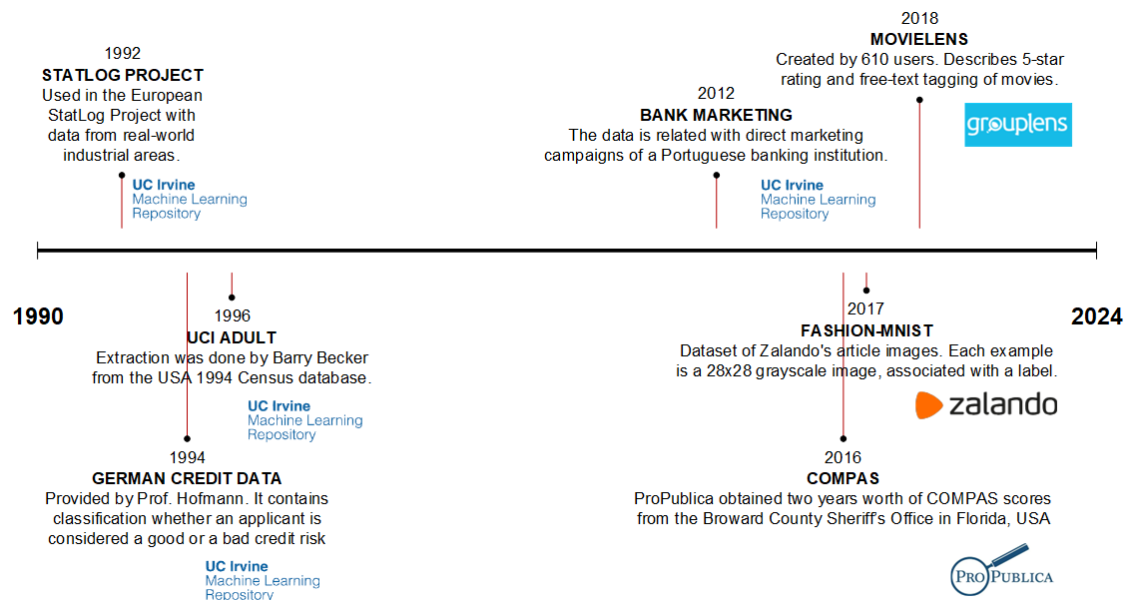 1992
STATLOG PROJECT
Used in the European
StatLog Project with
data from real-world
industrial areas.
UC Irvine
Machine Learning
Repository
2012
BANK MARKETING
The data is related with direct marketing
campaigns of a Portuguese banking institution.
UC Irvine
Machine Learning
Repository
2018
MOVIELENS
Created by 610 users. Describes 5-star
rating and free-text tagging of movies.
grouplens
1990
2024
1996
UCI ADULT
Extraction was done by Barry Becker
from the USA 1994 Census database.
UC Irvine
Machine Learning
Repository
1994
GERMAN CREDIT DATA
Provided by Prof. Hofmann. It contains
classification whether an applicant is
considered a good or a bad credit risk
UC Irvine
Machine Learning
Repository
2017
FASHION-MNIST
Dataset of Zalando's article images. Each example
is a 28x28 grayscale image, associated with a label.
zalando
2016
COMPAS
ProPublica obtained two years worth of COMPAS scores
from the Broward County Sheriff's Office in Florida, USA
PROPUBLICA